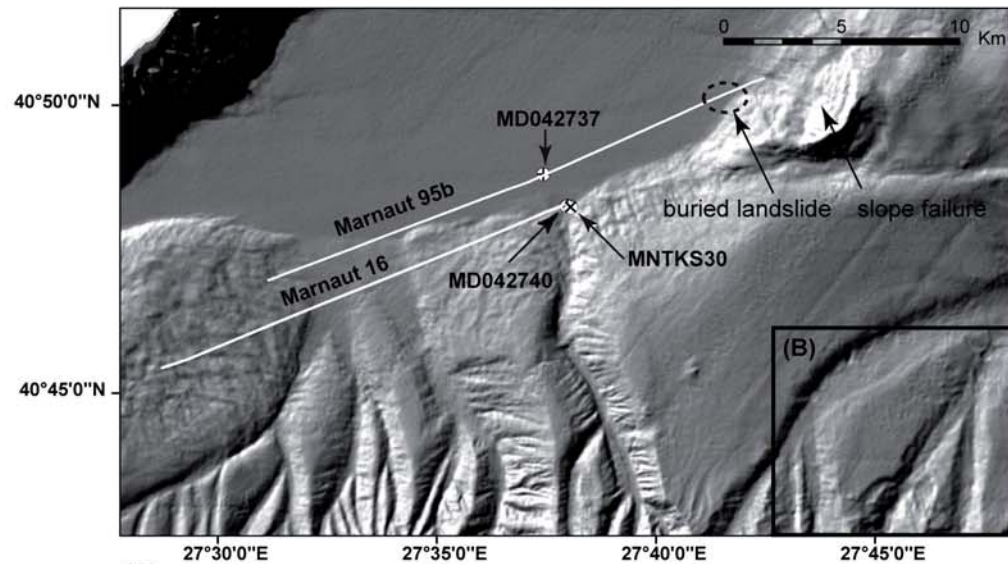 0 5 10
Km
40°50'0"N
MD042737
Marnaut 95b
buried landslide
slope failure
Marnaut 16
MD042740
MNTKS30
(B)
40°45'0"N
27°30'0"E 27°35'0"E 27°40'0"E 27°45'0"E